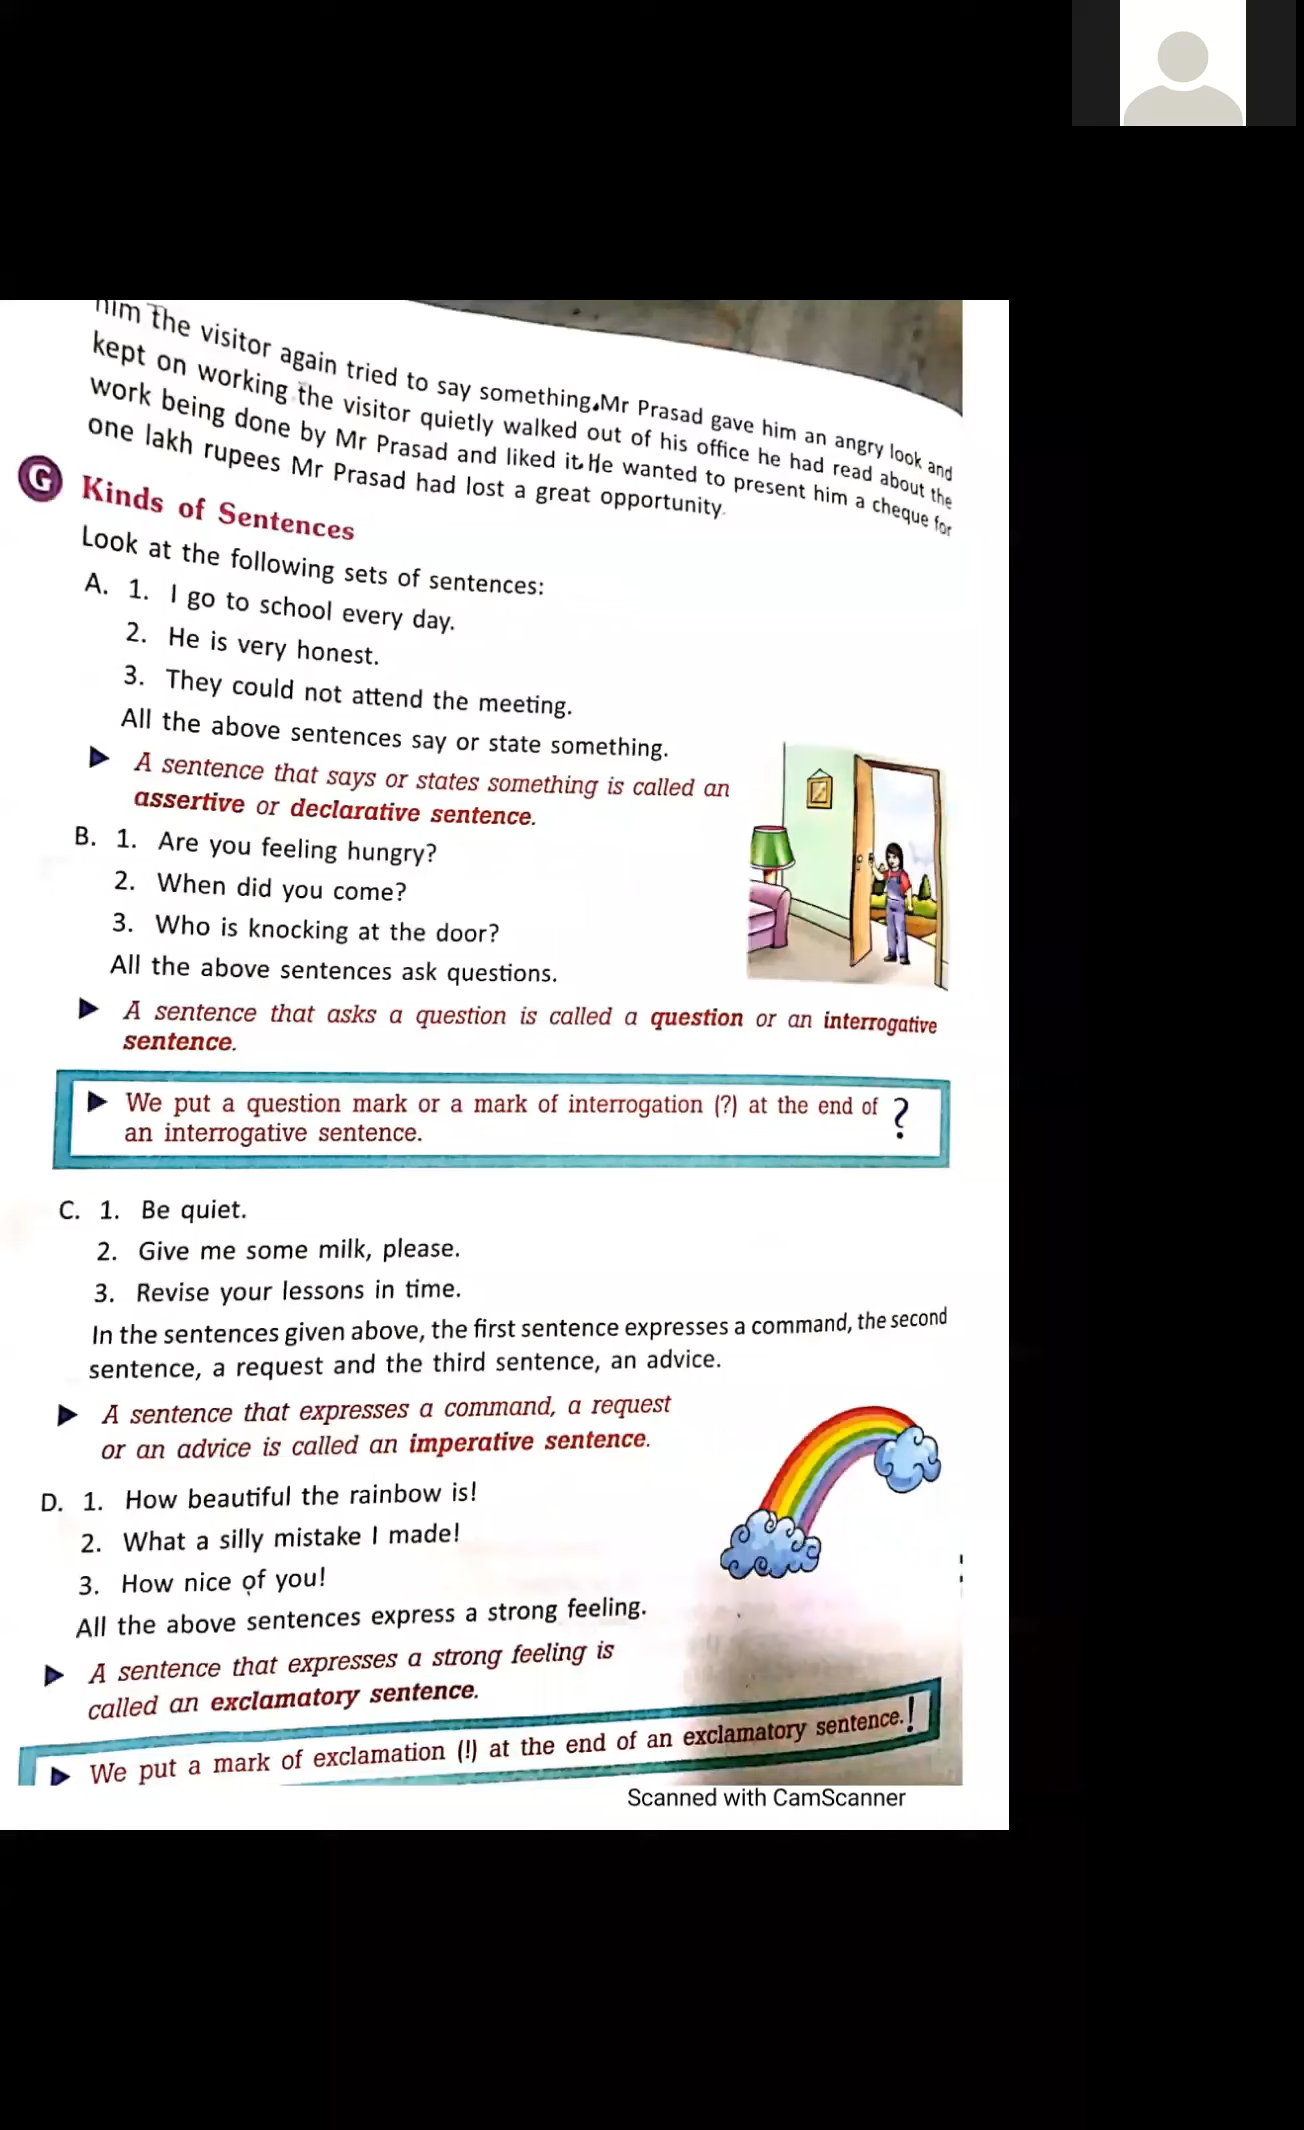 him The visitor again tried to say something. Mr Prasad gave him an angry look and
kept on working the visitor quietly walked out of his office he had read about the
work being done by Mr Prasad and liked it. He wanted to present him a cheque for
one lakh rupees Mr Prasad had lost a great opportunity.
G Kinds of Sentences
Look at the following sets of sentences:
A. 1. I go to school every day.
2. He is very honest.
3. They could not attend the meeting.
All the above sentences say or state something.
A sentence that says or states something is called an
assertive or declarative sentence.
B. 1. Are you feeling hungry?
2. When did you come?
3. Who is knocking at the door?
All the above sentences ask questions.
A sentence that asks a question is called a question or an interrogative
sentence.
We put a question mark or a mark of interrogation (?) at the end of ?
an interrogative sentence.
C. 1. Be quiet.
2. Give me some milk, please.
3. Revise your lessons in time.
In the sentences given above, the first sentence expresses a command, the second
sentence, a request and the third sentence, an advice.
A sentence that expresses a command, a request
or an advice is called an imperative sentence.
D. 1. How beautiful the rainbow is!
2. What a silly mistake I made!
3. How nice of you!
All the above sentences express a strong feeling.
A sentence that expresses a strong feeling is
called an exclamatory sentence.
We put a mark of exclamation (!) at the end of an exclamatory sentence. !
Scanned with CamScanner